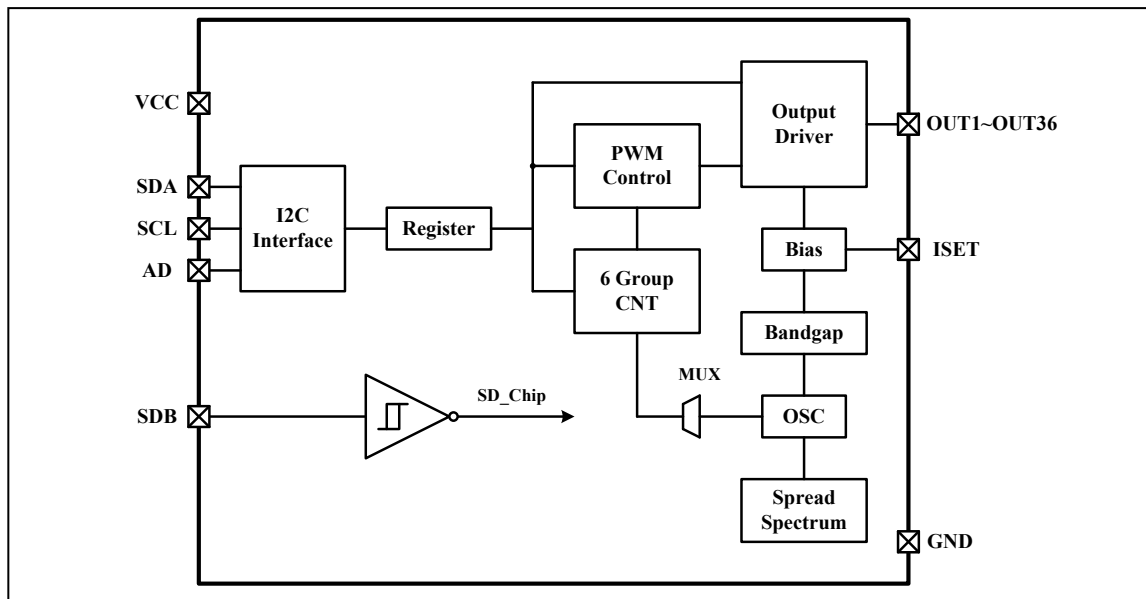 VCC
SDA
SCL
AD
I2C
Interface
Register
PWM
Control
6 Group
CNT
Output
Driver
OUT1~OUT36
Bias
ISET
Bandgap
MUX
OSC
Spread
Spectrum
SDB
SD_Chip
GND